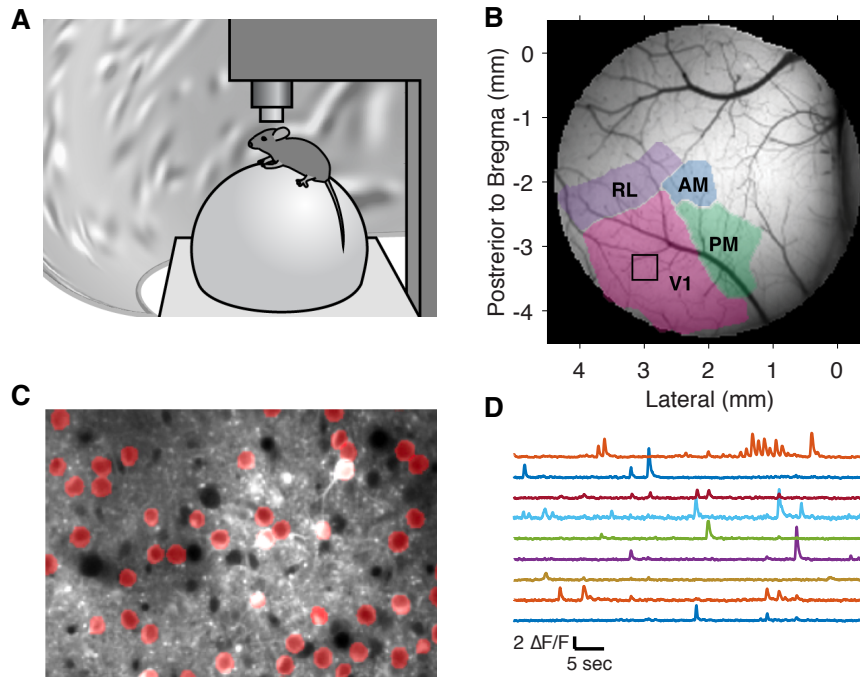 A
B
Postrerior to Bregma (mm)
0
-1
-2
-3
-4
RL
AM
PM
V1
4 3 2 1 0
Lateral (mm)
C
D
2 ΔF/F
5 sec